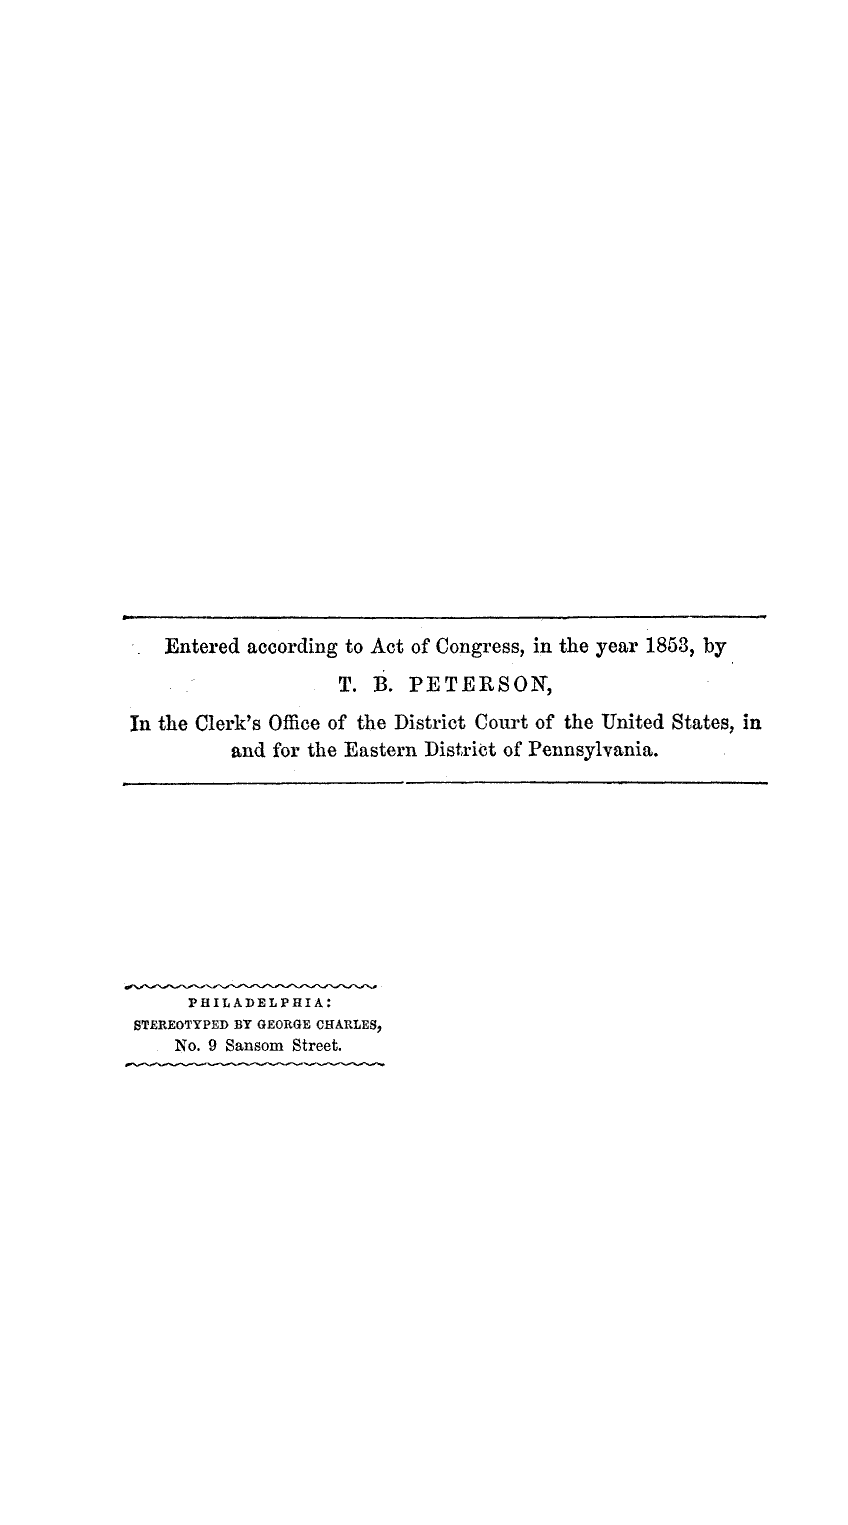 Entered according to Act of Congress, in the year 1853, by
T. B. PETERSON,
In the Clerk's Office of the District Court of the United States, in
and for the Eastern District of Pennsylvania.
PHILADELPHIA:
STEREOTYPED BY GEORGE CHARLES,
No. 9 Sansom Street.